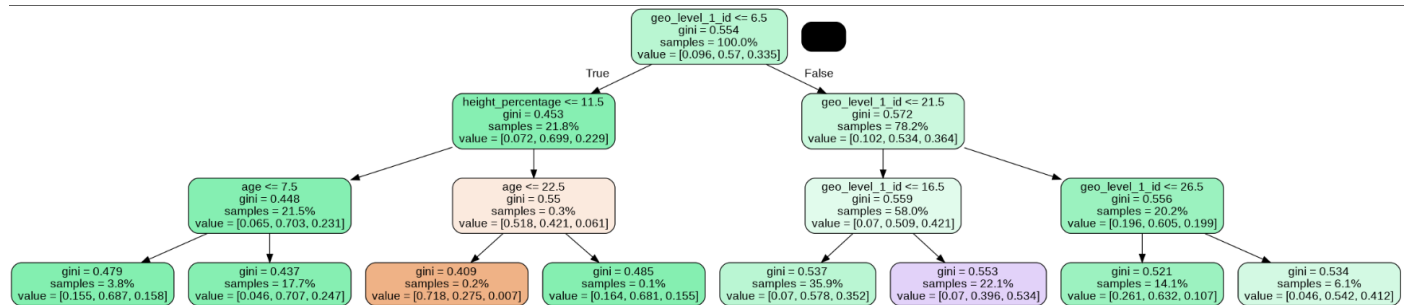 geo_level_1_id <= 6.5
gini = 0.554
samples = 100.0%
value = [0.096, 0.57, 0.335]
True
False
height_percentage <= 11.5
gini = 0.453
samples = 21.8%
value = [0.072, 0.699, 0.229]
geo_level_1_id <= 21.5
gini = 0.572
samples = 78.2%
value = [0.102, 0.534, 0.364]
age <= 7.5
gini = 0.448
samples = 21.5%
value = [0.065, 0.703, 0.231]
age <= 22.5
gini = 0.55
samples = 0.3%
value = [0.518, 0.421, 0.061]
geo_level_1_id <= 16.5
gini = 0.559
samples = 58.0%
value = [0.07, 0.509, 0.421]
geo_level_1_id <= 26.5
gini = 0.556
samples = 20.2%
value = [0.196, 0.605, 0.199]
gini = 0.479
samples = 3.8%
value = [0.155, 0.687, 0.158]
gini = 0.437
samples = 17.7%
value = [0.046, 0.707, 0.247]
gini = 0.409
samples = 0.2%
value = [0.718, 0.275, 0.007]
gini = 0.485
samples = 0.1%
value = [0.164, 0.681, 0.155]
gini = 0.537
samples = 35.9%
value = [0.07, 0.578, 0.352]
gini = 0.553
samples = 22.1%
value = [0.07, 0.396, 0.534]
gini = 0.521
samples = 14.1%
value = [0.261, 0.632, 0.107]
gini = 0.534
samples = 6.1%
value = [0.046, 0.542, 0.412]